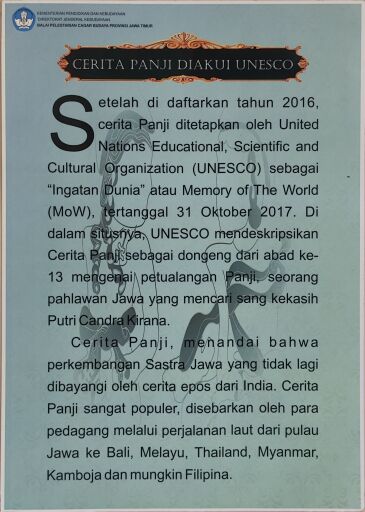 KEMENTERIAN PENDIDIKAN DAN KEBUDAYAAN
DIREKTORAT JENDERAL KEBUDAYAAN
BALAI PELESTARIAN CAGAR BUDAYA PROVINSI JAWA TIMUR
CERITA PANJI DIAKUI UNESCO
Setelah di daftarkan tahun 2016,
cerita Panji ditetapkan oleh United
Nations Educational, Scientific and
Cultural Organization (UNESCO) sebagai
“Ingatan Dunia” atau Memory of The World
(MoW), tertanggal 31 Oktober 2017. Di
dalam situsnya, UNESCO mendeskripsikan
Cerita Panji sebagai dongeng dari abad ke-
13 mengenai petualangan Panji, seorang
pahlawan Jawa yang mencari sang kekasih
Putri Candra Kirana.
Cerita Panji, menandai bahwa
perkembangan Sastra Jawa yang tidak lagi
dibayangi oleh cerita epos dari India. Cerita
Panji sangat populer, disebarkan oleh para
pedagang melalui perjalanan laut dari pulau
Jawa ke Bali, Melayu, Thailand, Myanmar,
Kamboja dan mungkin Filipina.